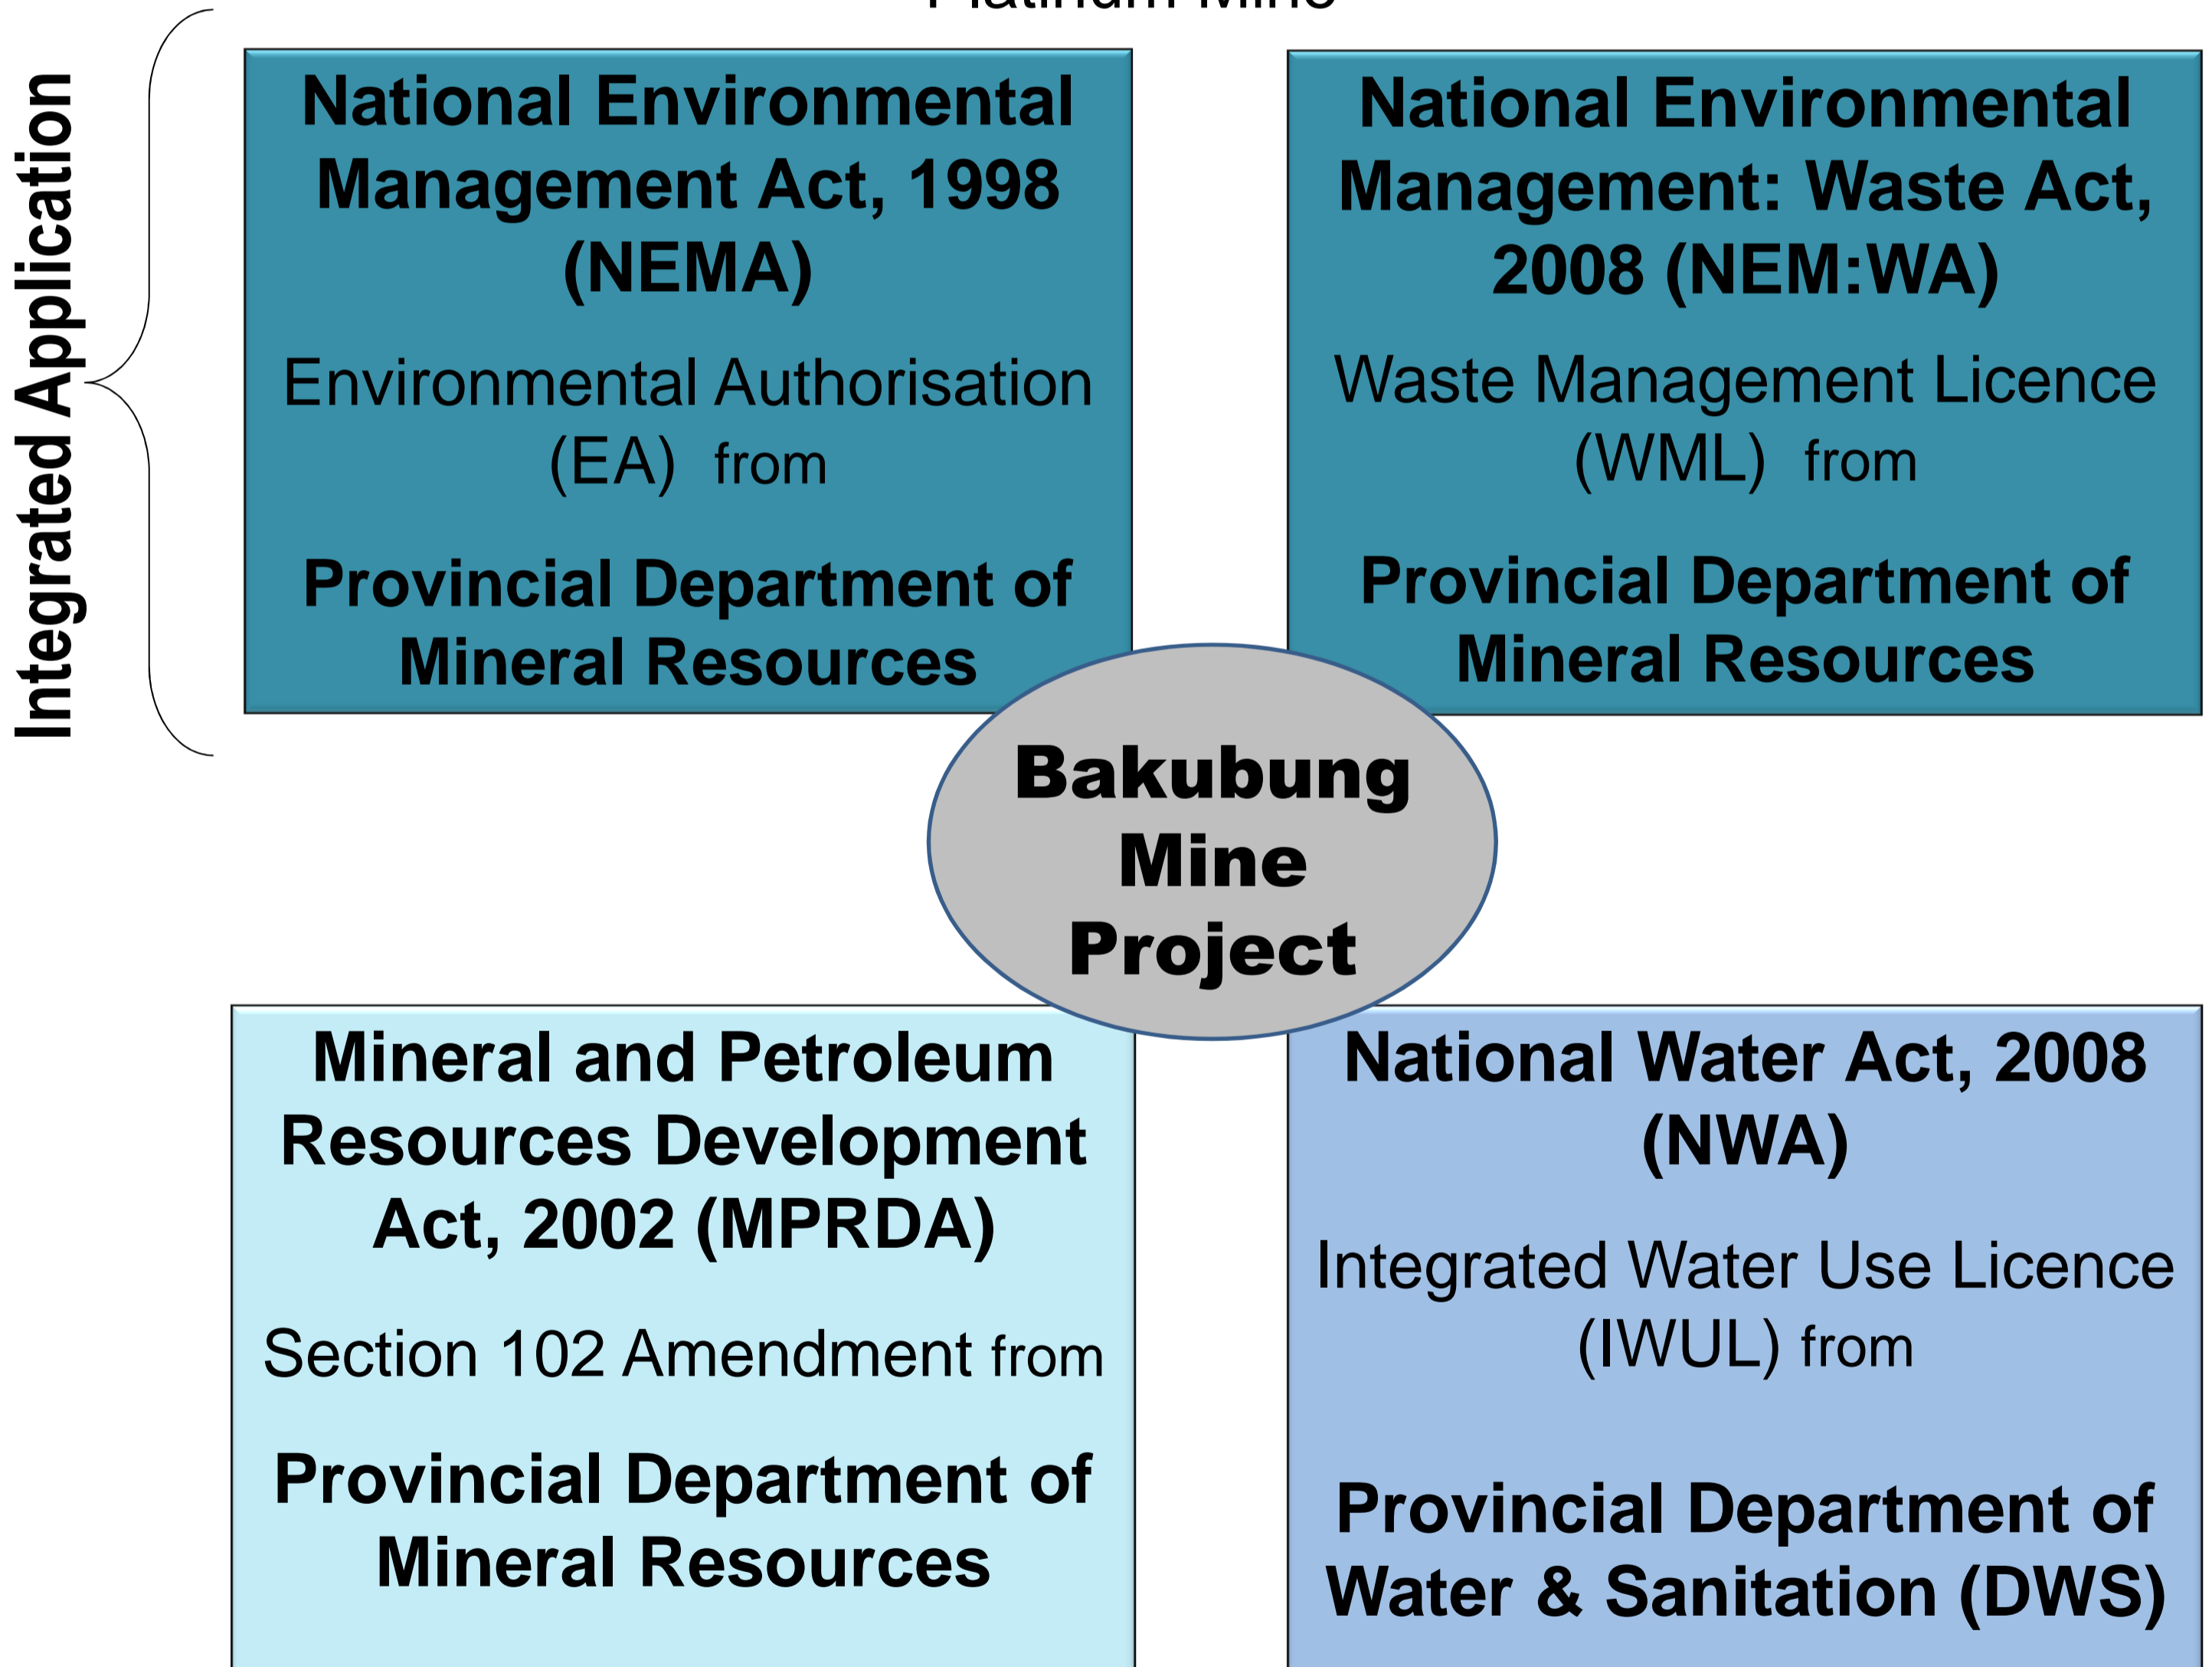 Platinum Mine
Integrated Application
National Environmental
Management Act, 1998
(NEMA)
Environmental Authorisation
(EA) from
Provincial Department of
Mineral Resources
National Environmental
Management: Waste Act,
2008 (NEM:WA)
Waste Management Licence
(WML) from
Provincial Department of
Mineral Resources
Bakubung
Mine
Project
Mineral and Petroleum
Resources Development
Act, 2002 (MPRDA)
Section 102 Amendment from
Provincial Department of
Mineral Resources
National Water Act, 2008
(NWA)
Integrated Water Use Licence
(IWUL) from
Provincial Department of
Water & Sanitation (DWS)